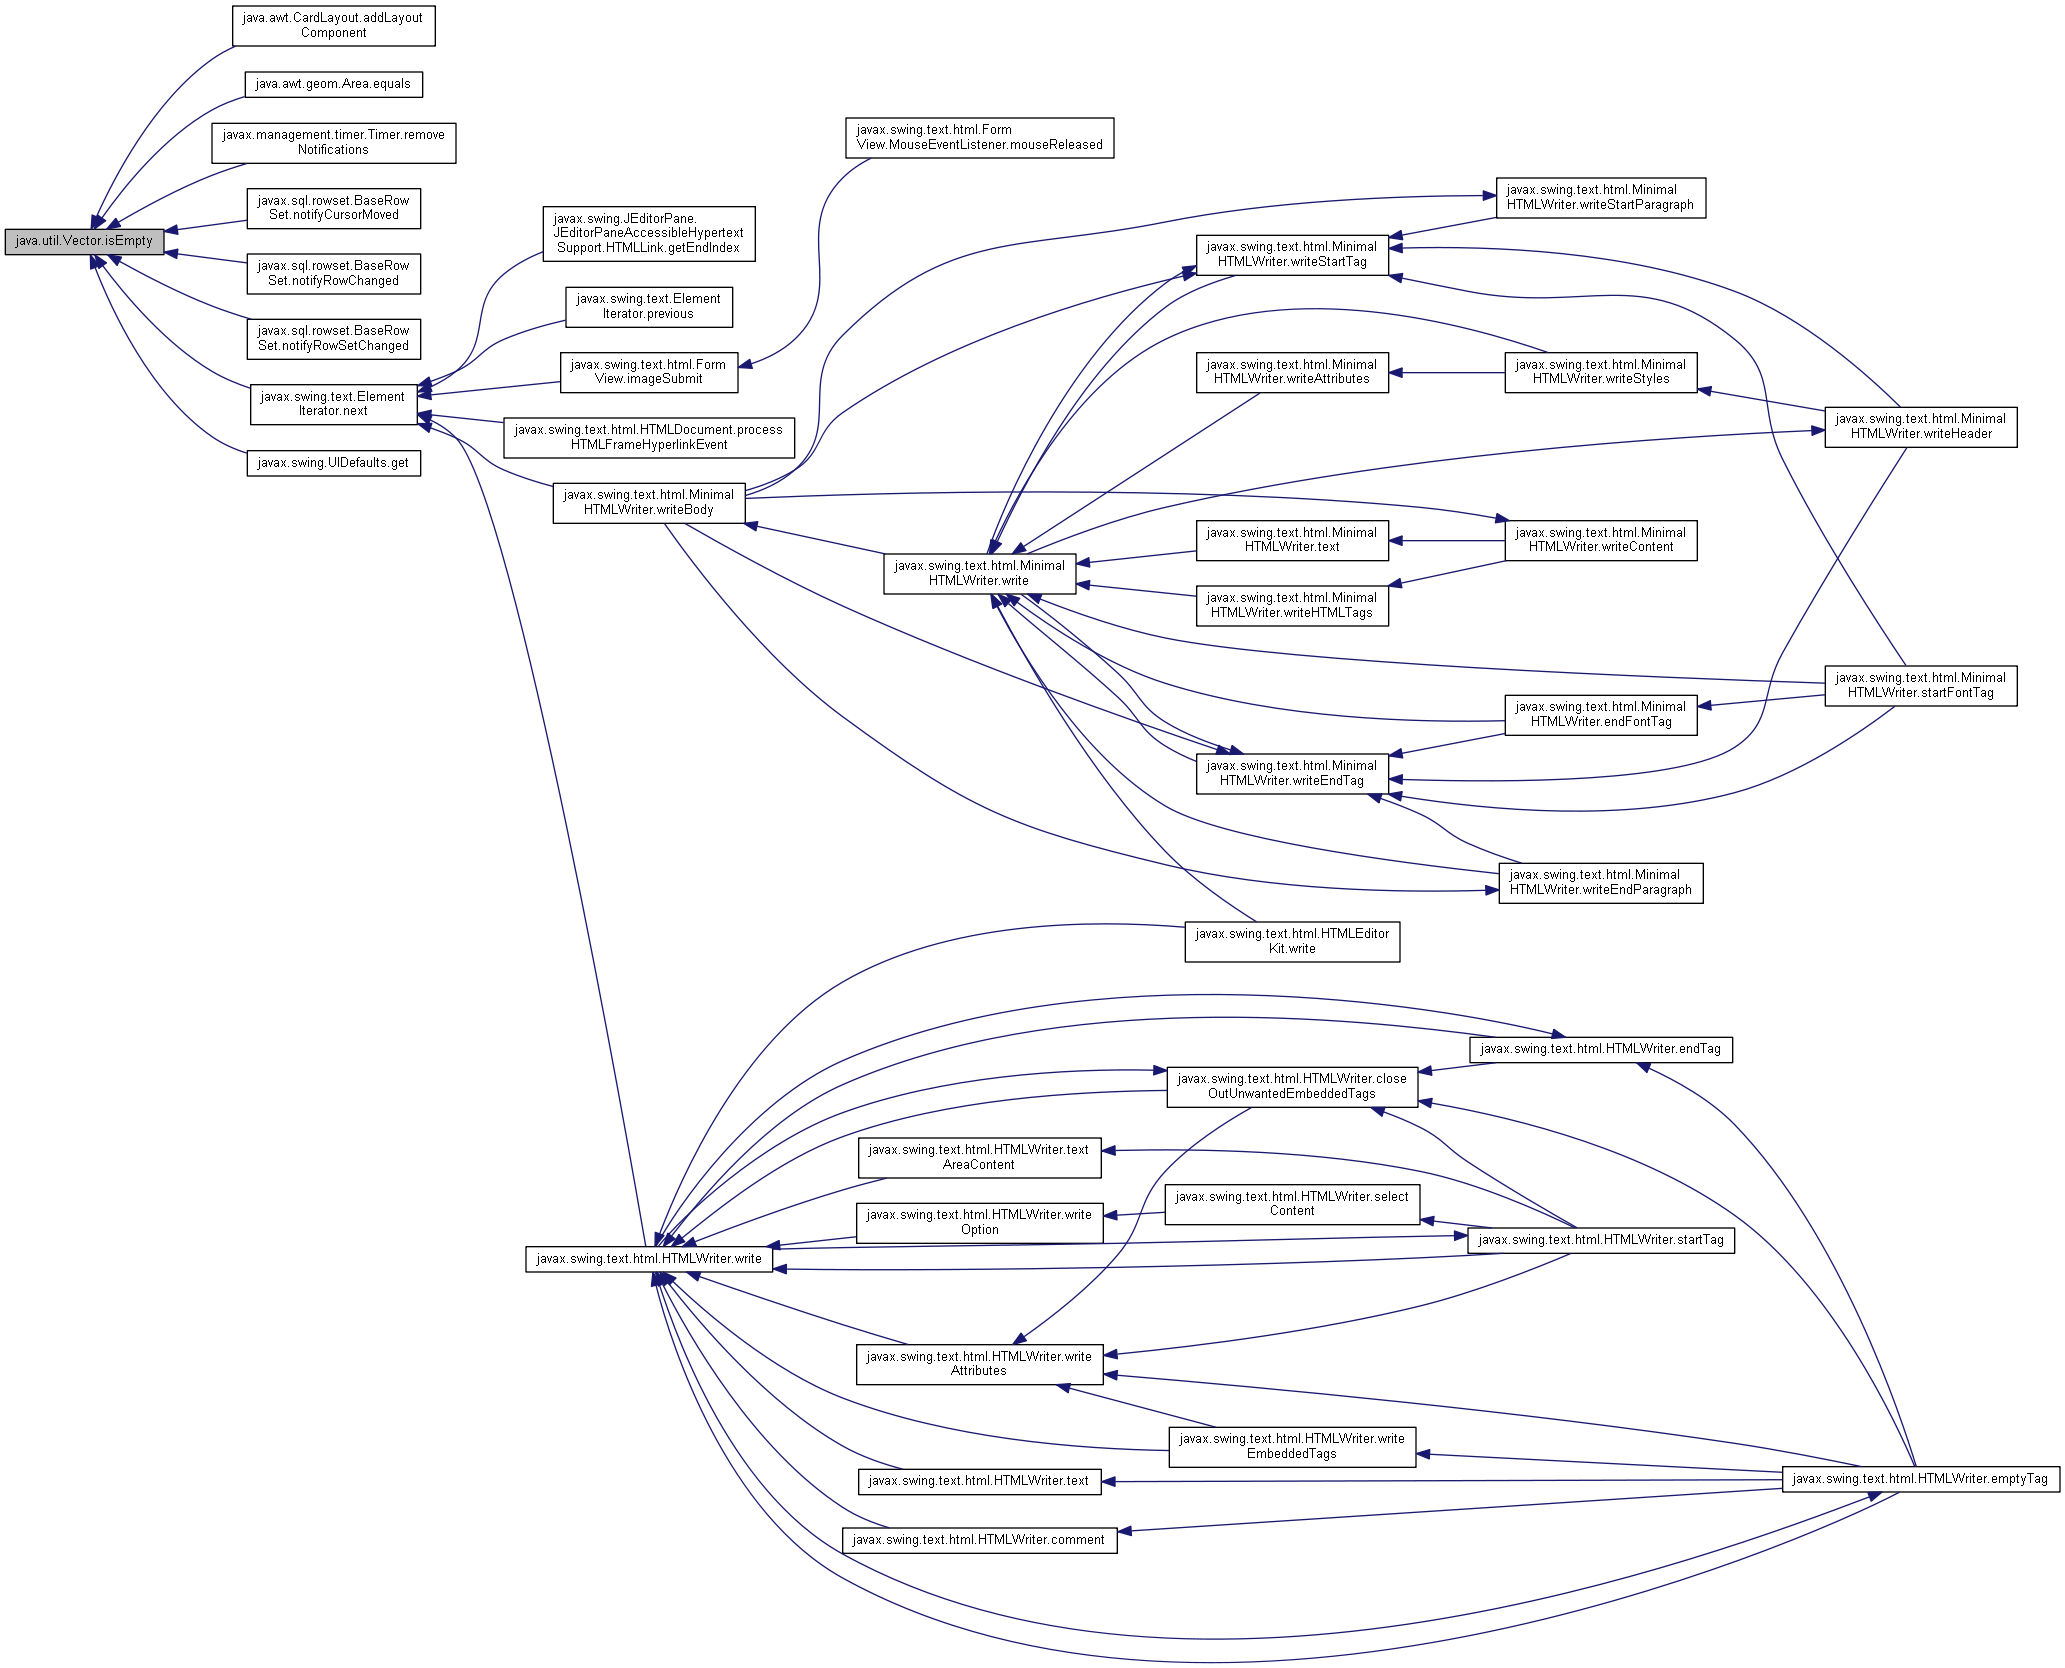 java.awt.CardLayout.addLayout
Component
java.awt.geom.Area.equals
javax.management.timer.Timer.remove
Notifications
javax.sql.rowset.BaseRow
Set.notifyCursorMoved
java.util.Vector.isEmpty
javax.sql.rowset.BaseRow
Set.notifyRowChanged
javax.sql.rowset.BaseRow
Set.notifyRowSetChanged
javax.swing.text.Element
Iterator.next
javax.swing.UIDefaults.get
javax.swing.JEditorPane.
JEditorPaneAccessibleHypertext
Support.HTMLLink.getEndIndex
javax.swing.text.Element
Iterator.previous
javax.swing.text.html.Form
View.imageSubmit
javax.swing.text.html.HTMLDocument.process
HTMLFrameHyperlinkEvent
javax.swing.text.html.Minimal
HTMLWriter.writeBody
javax.swing.text.html.Form
View.MouseEventListener.mouseReleased
javax.swing.text.html.Minimal
HTMLWriter.write
javax.swing.text.html.Minimal
HTMLWriter.writeStartParagraph
javax.swing.text.html.Minimal
HTMLWriter.writeStartTag
javax.swing.text.html.Minimal
HTMLWriter.writeAttributes
javax.swing.text.html.Minimal
HTMLWriter.writeStyles
javax.swing.text.html.Minimal
HTMLWriter.writeHeader
javax.swing.text.html.Minimal
HTMLWriter.text
javax.swing.text.html.Minimal
HTMLWriter.writeContent
javax.swing.text.html.Minimal
HTMLWriter.writeHTMLTags
javax.swing.text.html.Minimal
HTMLWriter.startFontTag
javax.swing.text.html.Minimal
HTMLWriter.endFontTag
javax.swing.text.html.Minimal
HTMLWriter.writeEndTag
javax.swing.text.html.Minimal
HTMLWriter.writeEndParagraph
javax.swing.text.html.HTMLEditor
Kit.write
javax.swing.text.html.HTMLWriter.endTag
javax.swing.text.html.HTMLWriter.close
OutUnwantedEmbeddedTags
javax.swing.text.html.HTMLWriter.text
AreaContent
javax.swing.text.html.HTMLWriter.select
Content
javax.swing.text.html.HTMLWriter.write
Option
javax.swing.text.html.HTMLWriter.startTag
javax.swing.text.html.HTMLWriter.write
javax.swing.text.html.HTMLWriter.write
Attributes
javax.swing.text.html.HTMLWriter.write
EmbeddedTags
javax.swing.text.html.HTMLWriter.text
javax.swing.text.html.HTMLWriter.emptyTag
javax.swing.text.html.HTMLWriter.comment